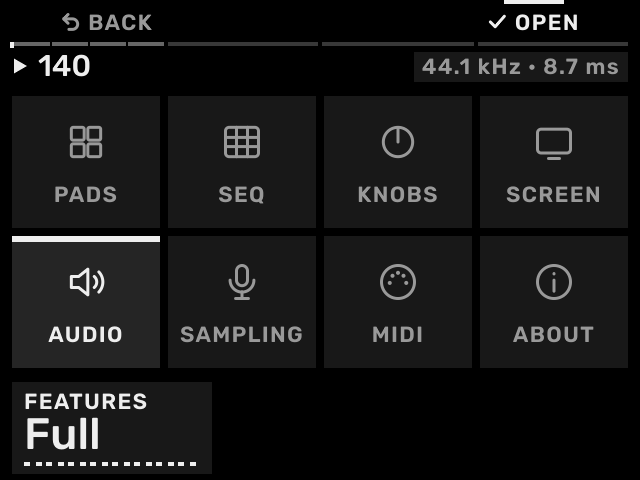 BACK
OPEN
140
44.1 kHz • 8.7 ms
PADS
SEQ
KNOBS
SCREEN
AUDIO
SAMPLING
MIDI
ABOUT
FEATURES
Full